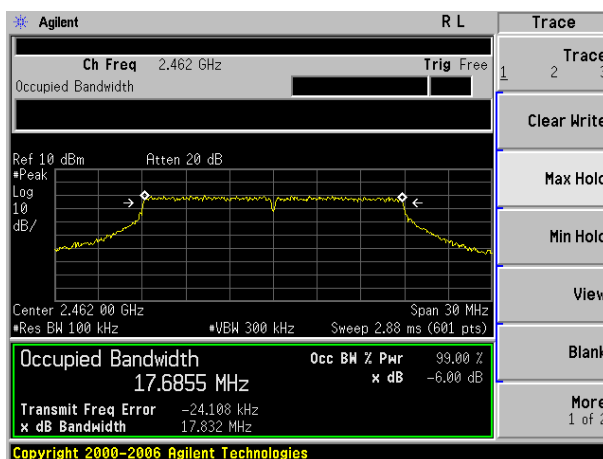 Agilent R L Trace
Ch Freq 2.462 GHz Trig Free
Occupied Bandwidth
Trace
1 2 3
Clear Write
Max Hold
Min Hold
View
Blank
More
1 of 2
Ref 10 dBm Atten 20 dB
#Peak
Log
10
dB/
Center 2.462 00 GHz Span 30 MHz
#Res BW 100 kHz #VBW 300 kHz Sweep 2.88 ms (601 pts)
Occupied Bandwidth Occ BW % Pwr 99.00 %
17.6855 MHz x dB -6.00 dB
Transmit Freq Error -24.108 kHz
x dB Bandwidth 17.832 MHz
Copyright 2000-2006 Agilent Technologies